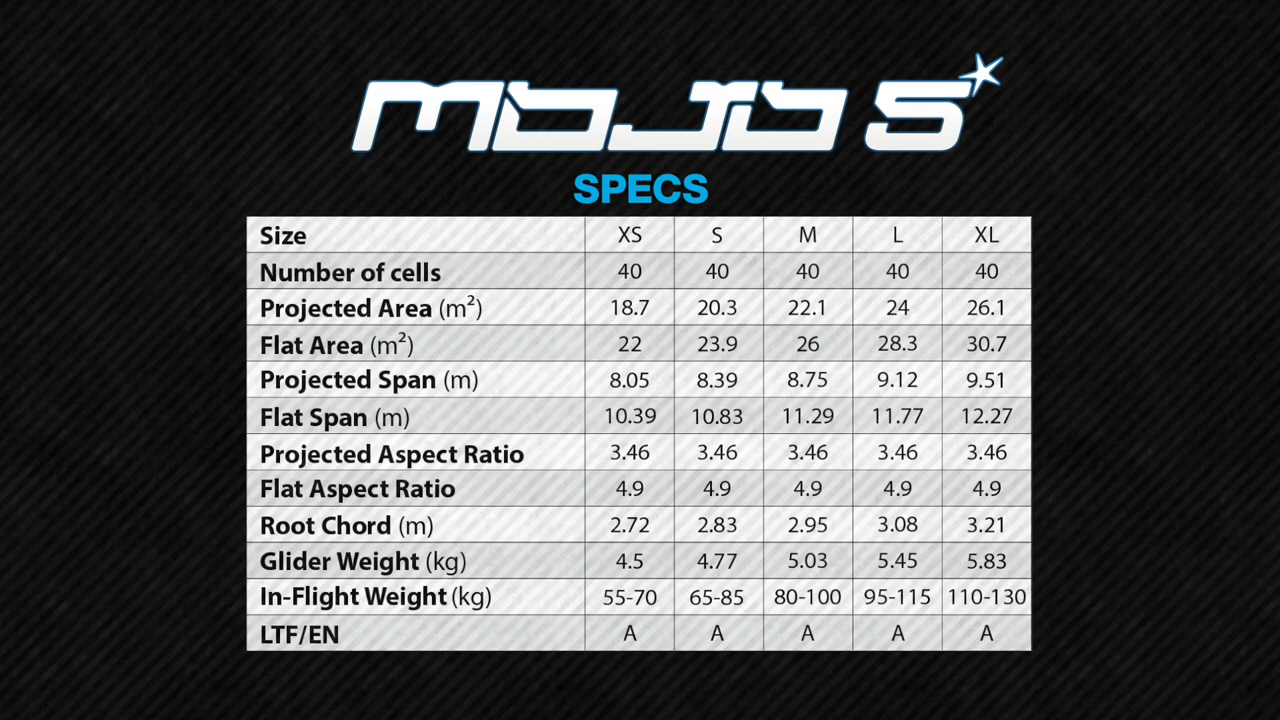 MOJO 5
SPECS
Size XS S M L XL
Number of cells 40 40 40 40 40
Projected Area (m²) 18.7 20.3 22.1 24 26.1
Flat Area (m²) 22 23.9 26 28.3 30.7
Projected Span (m) 8.05 8.39 8.75 9.12 9.51
Flat Span (m) 10.39 10.83 11.29 11.77 12.27
Projected Aspect Ratio 3.46 3.46 3.46 3.46 3.46
Flat Aspect Ratio 4.9 4.9 4.9 4.9 4.9
Root Chord (m) 2.72 2.83 2.95 3.08 3.21
Glider Weight (kg) 4.5 4.77 5.03 5.45 5.83
In-Flight Weight (kg) 55-70 65-85 80-100 95-115 110-130
LTF/EN A A A A A